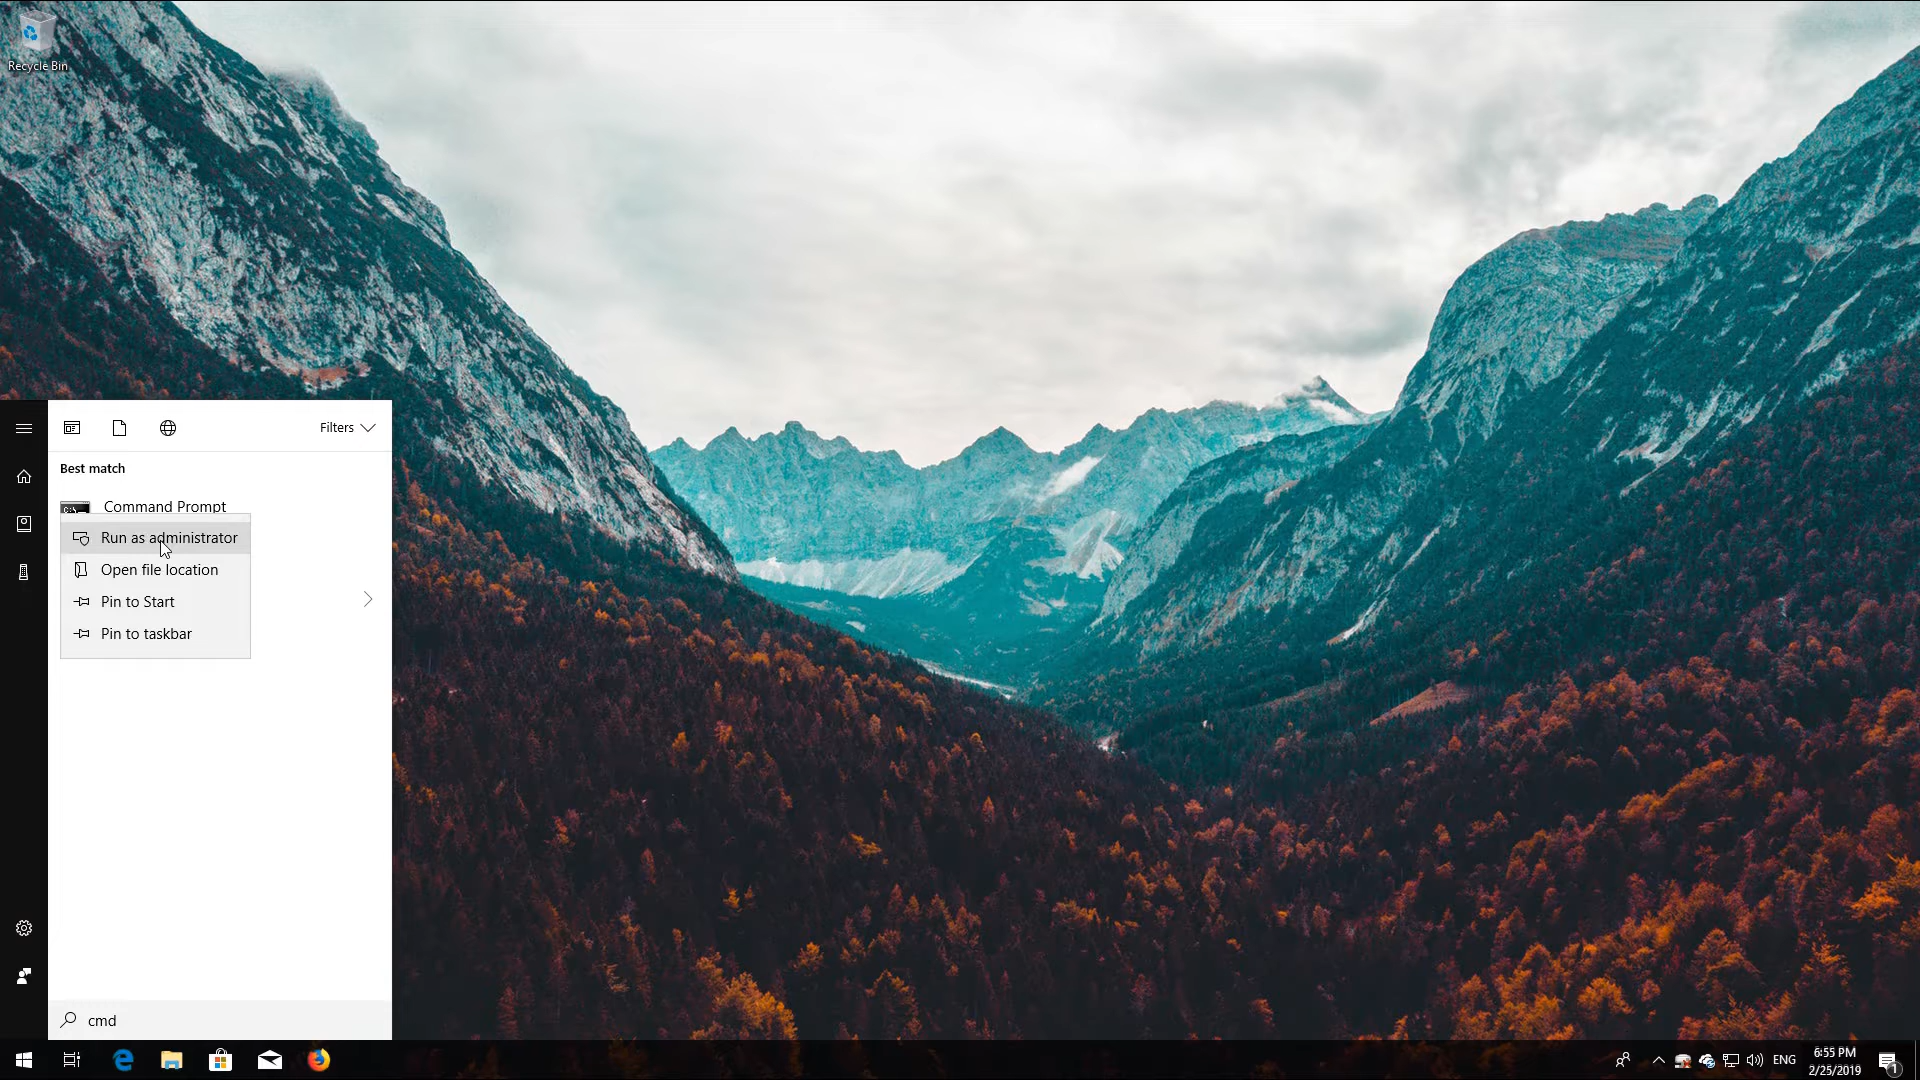 Recycle Bin
Filters
Best match
Command Prompt
Run as administrator
Open file location
Pin to Start
Pin to taskbar
cmd
ENG
6:55 PM
2/25/2019
1